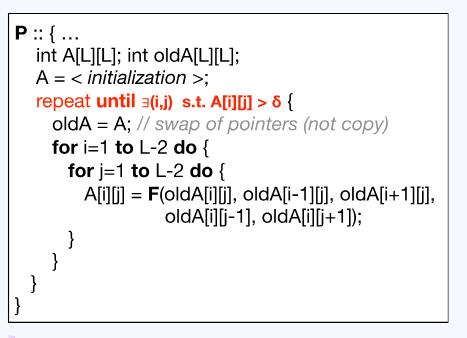 P :: { ...
int A[L][L]; int oldA[L][L];
A = < initialization >;
repeat until ∃(i,j) s.t. A[i][j] > δ {
oldA = A; // swap of pointers (not copy)
for i=1 to L-2 do {
for j=1 to L-2 do {
A[i][j] = F(oldA[i][j], oldA[i-1][j], oldA[i+1][j],
oldA[i][j-1], oldA[i][j+1]);
}
}
}
}